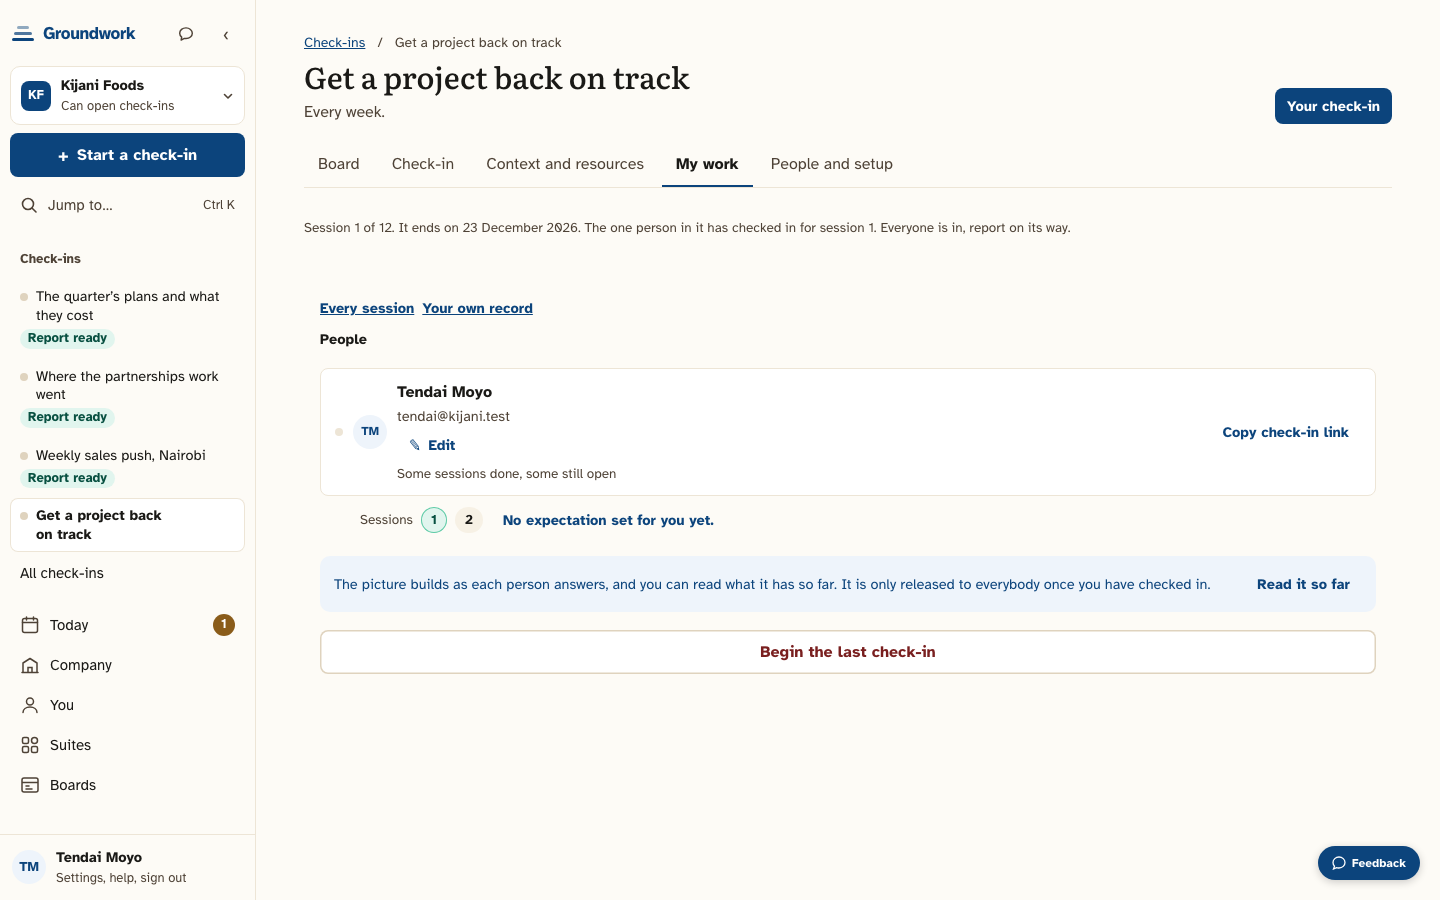 Groundwork
‹
KF
Kijani Foods
Can open check-ins
+ Start a check-in
Jump to... Ctrl K
Check-ins
The quarter's plans and what
they cost
Report ready
Where the partnerships work
went
Report ready
Weekly sales push, Nairobi
Report ready
Get a project back
on track
All check-ins
Today 1
Company
You
Suites
Boards
TM
Tendai Moyo
Settings, help, sign out
Check-ins / Get a project back on track
Get a project back on track
Every week.
Your check-in
Board Check-in Context and resources My work People and setup
Session 1 of 12. It ends on 23 December 2026. The one person in it has checked in for session 1. Everyone is in, report on its way.
Every session Your own record
People
TM
Tendai Moyo
tendai@kijani.test
✎ Edit
Some sessions done, some still open
Copy check-in link
Sessions 1 2 No expectation set for you yet.
The picture builds as each person answers, and you can read what it has so far. It is only released to everybody once you have checked in. Read it so far
Begin the last check-in
Feedback